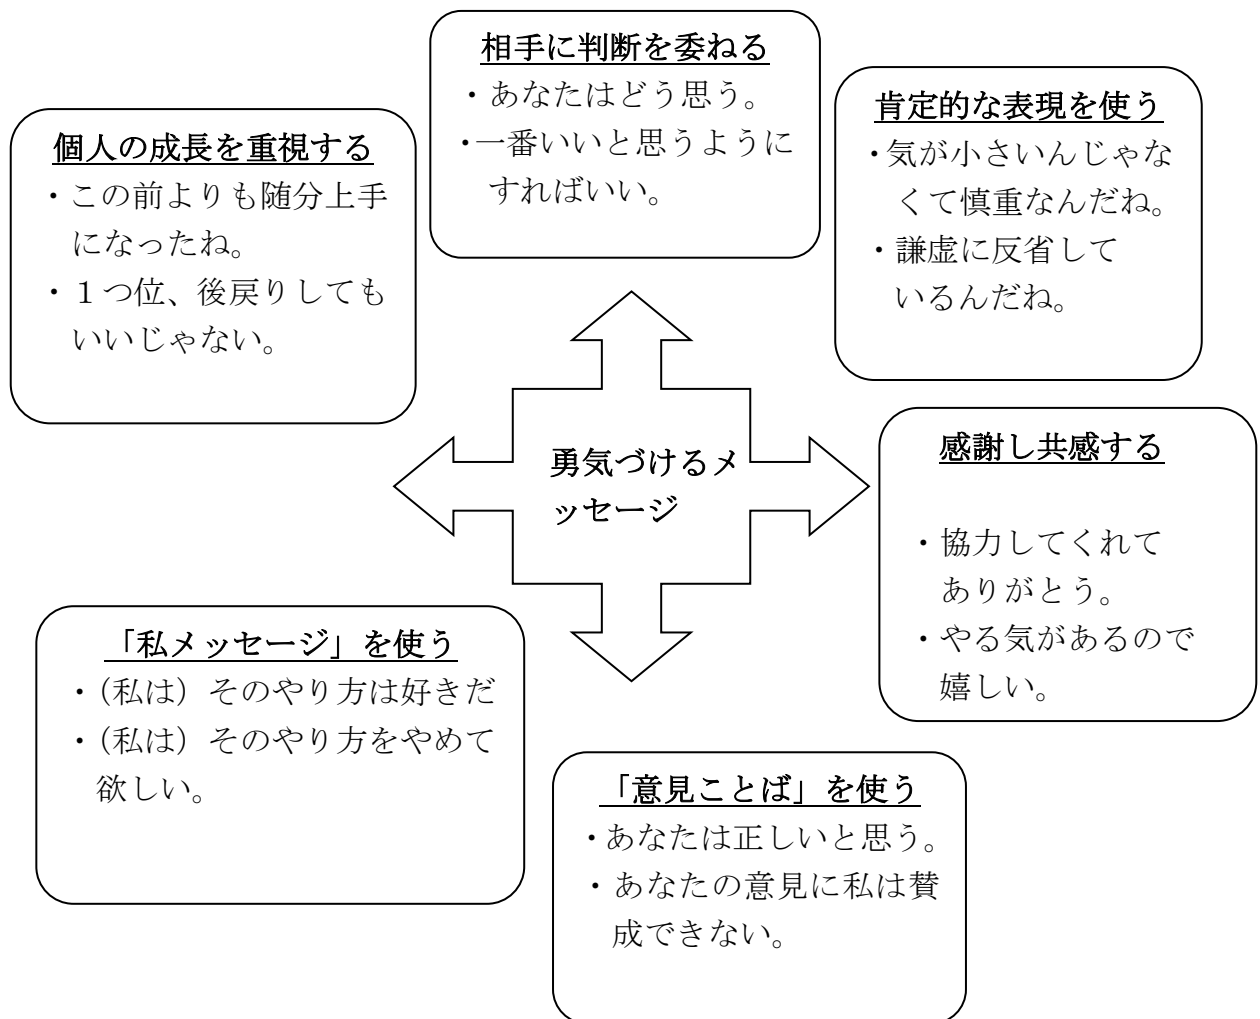 相手に判断を委ねる
・あなたはどう思う。
・一番いいと思うように
すればいい。
肯定的な表現を使う
・気が小さいんじゃな
くて慎重なんだね。
・謙虚に反省して
いるんだね。
個人の成長を重視する
・この前よりも随分上手
になったね。
・１つ位、後戻りしても
いいじゃない。
勇気づけるメ
ッセージ
感謝し共感する
・協力してくれて
ありがとう。
・やる気があるので
嬉しい。
「私メッセージ」を使う
・（私は）そのやり方は好きだ
・（私は）そのやり方をやめて
欲しい。
「意見ことば」を使う
・あなたは正しいと思う。
・あなたの意見に私は賛
成できない。